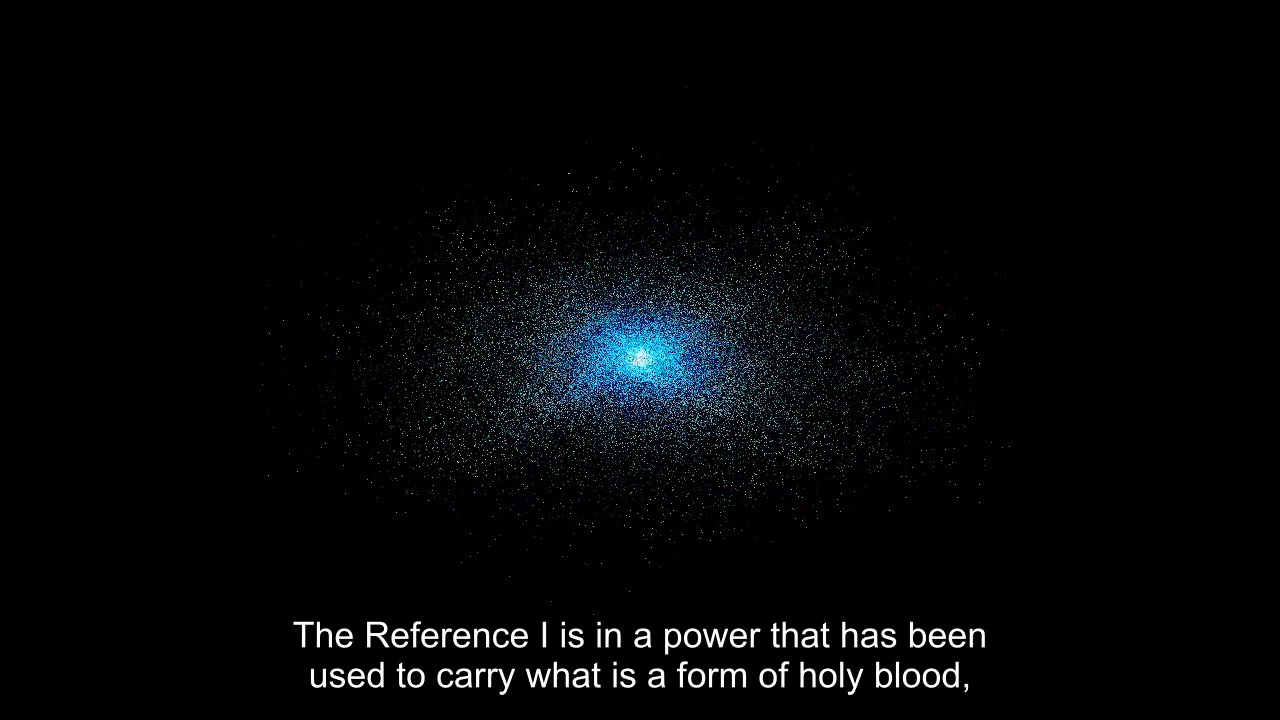 The Reference I is in a power that has been
used to carry what is a form of holy blood,